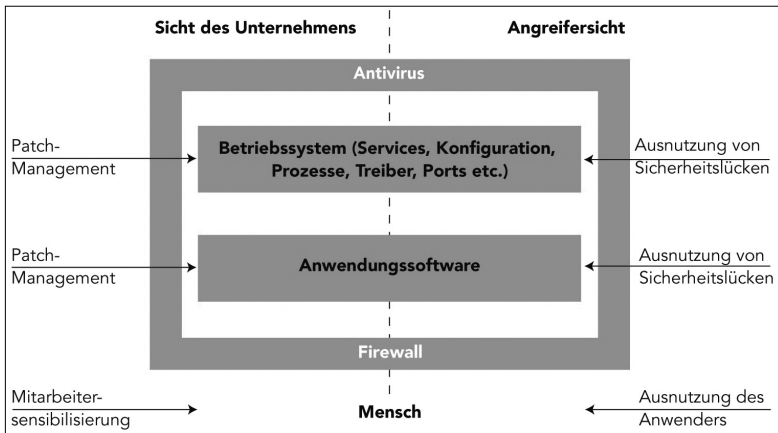 Sicht des Unternehmens
Angreifersicht
Antivirus
Patch-
Management
Betriebssystem (Services, Konfiguration,
Prozesse, Treiber, Ports etc.)
Ausnutzung von
Sicherheitslücken
Patch-
Management
Anwendungssoftware
Ausnutzung von
Sicherheitslücken
Firewall
Mitarbeiter-
sensibilisierung
Mensch
Ausnutzung des
Anwenders